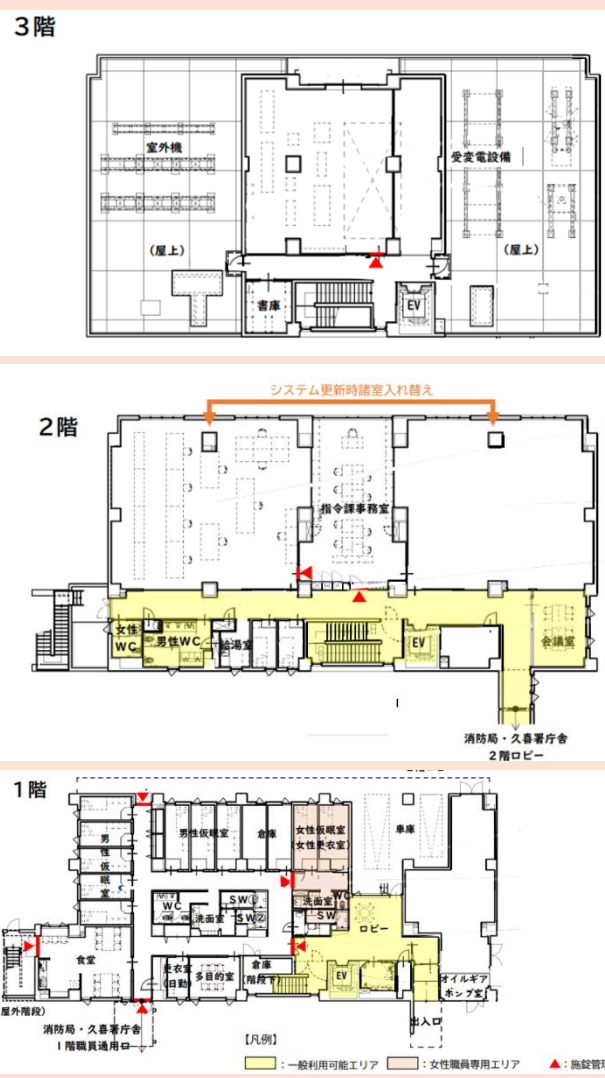 3階
室外機
受変電設備
(屋上)
(屋上)
書庫
EV
システム更新時諸室入れ替え
2階
指令課事務室
女性
WC
男性WC
給湯室
EV
会議室
消防局・久喜署庁舎
2階ロビー
1階
男性仮眠室
倉庫
女性仮眠室
(女性更衣室)
車庫
男
性
仮
眠
室
WC
洗面室
SW①
SW②
洗面室
WC
SW
ロビー
食堂
更衣室
(日勤)
多目的室
倉庫
(階段下)
EV
オイルギア
ポンプ室
屋外階段)
出入口
消防局・久喜署庁舎
1階職員通用口
【凡例】
:一般利用可能エリア
:女性職員専用エリア
:施錠管理